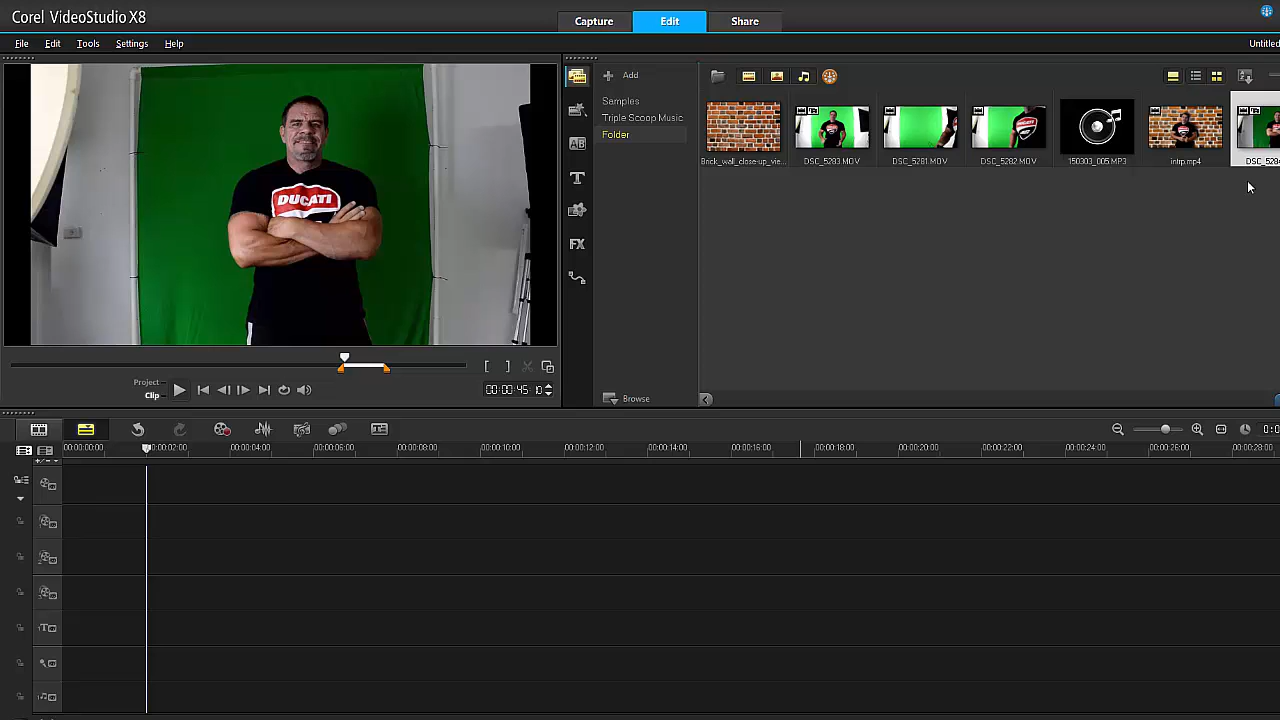 Corel VideoStudio X8
Capture
Edit
Share
File
Edit
Tools
Settings
Help
Untitled
Add
Samples
Triple Scoop Music
Folder
Browse
AB
T
FX
Brick_wall_close-up_vie...
DSC_5283.MOV
DSC_5281.MOV
DSC_5282.MOV
150303_005.MP3
DSC_528
DUCATI
Project
Clip
00:00:45 10
00:00:00:00
00:00:02:00
00:00:04:00
00:00:06:00
00:00:08:00
00:00:10:00
00:00:12:00
00:00:14:00
00:00:16:00
00:00:18:00
00:00:20:00
00:00:22:00
00:00:24:00
00:00:26:00
00:00:28:00